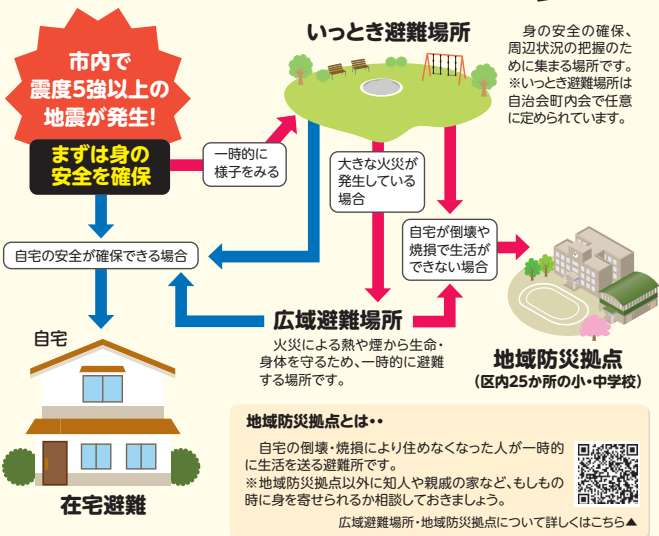 市内で
震度5強以上の
地震が発生!
まずは身の
安全を確保
一時的に
様子をみる
いっとき避難場所
身の安全の確保、
周辺状況の把握のた
めに集まる場所です。
※いっとき避難場所は
自治会町内会で任意
に定められています。
大きな火災が
発生している
場合
自宅が倒壊や
焼損で生活が
できない場合
自宅の安全が確保できる場合
広域避難場所
火災による熱や煙から生命・
身体を守るため、一時的に避難
する場所です。
地域防災拠点
(区内25か所の小・中学校)
自宅
在宅避難
地域防災拠点とは・・
自宅の倒壊・焼損により住めなくなった人が一時的
に生活を送る避難所です。
※地域防災拠点以外に知人や親戚の家など、もしもの
時に身を寄せられるか相談しておきましょう。
広域避難場所・地域防災拠点について詳しくはこちら▲